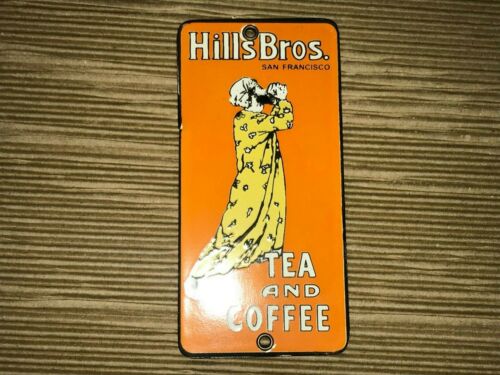 HillsBros.
SAN FRANCISCO
TEA
AND
COFFEE